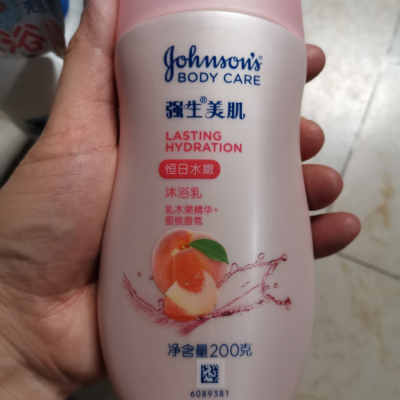 Johnson's
BODY CARE
强生®美肌
LASTING
HYDRATION
恒日水嫩
沐浴乳
乳木果精华+
蜜桃香氛
净含量200克
6089381